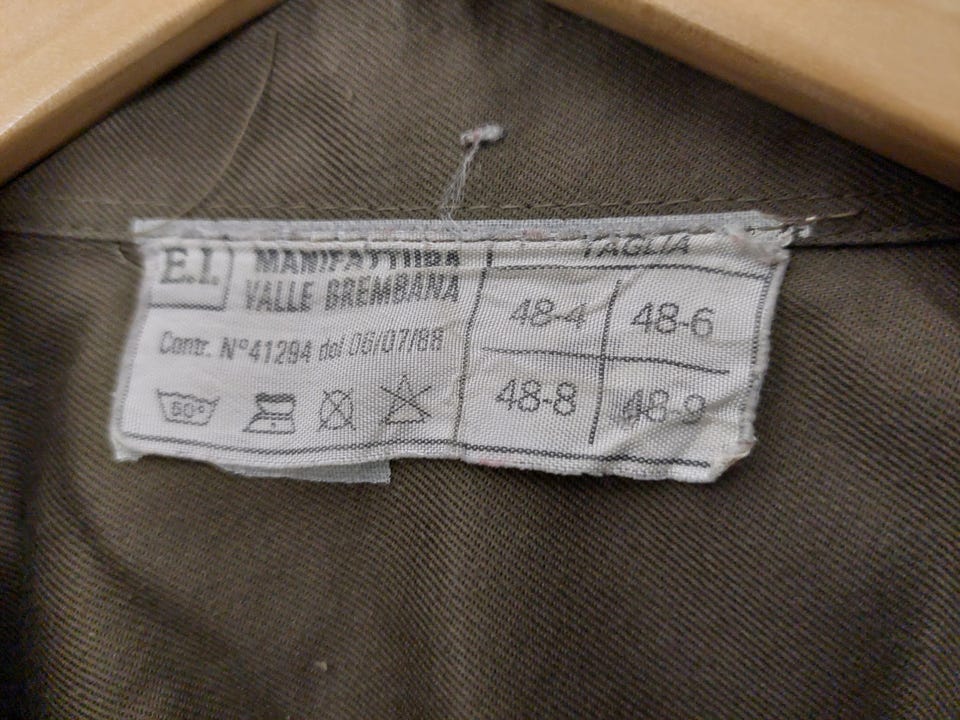 E.I.
MANIFATTURA
VALLE BREMBANA
Contr. N°41294 del 06/07/88
60°
TAGLIA
48-4 48-6
48-8 48-9